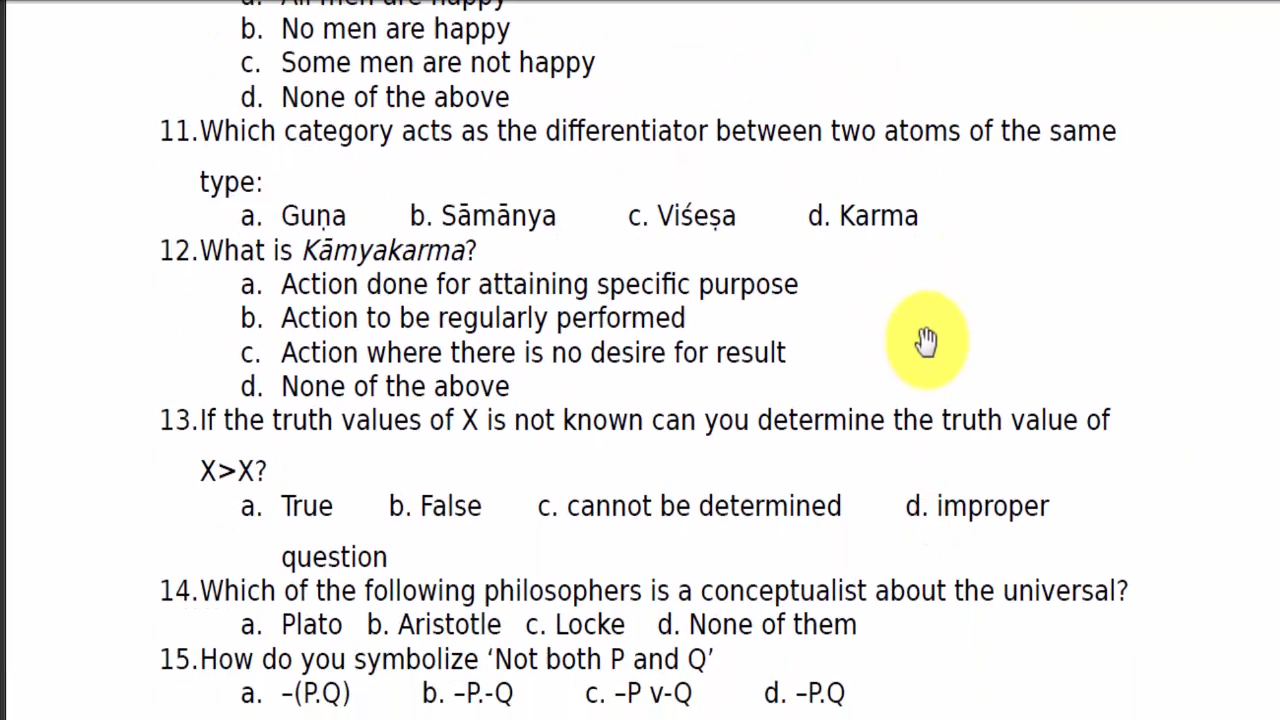 a. All men are happy
b. No men are happy
c. Some men are not happy
d. None of the above
11.Which category acts as the differentiator between two atoms of the same
type:
a. Guṇa b. Sāmānya c. Viśeṣa d. Karma
12.What is Kāmyakarma?
a. Action done for attaining specific purpose
b. Action to be regularly performed
c. Action where there is no desire for result
d. None of the above
13.If the truth values of X is not known can you determine the truth value of
X>X?
a. True b. False c. cannot be determined d. improper
question
14.Which of the following philosophers is a conceptualist about the universal?
a. Plato b. Aristotle c. Locke d. None of them
15.How do you symbolize ‘Not both P and Q’
a. –(P.Q) b. –P.-Q c. –P v-Q d. –P.Q